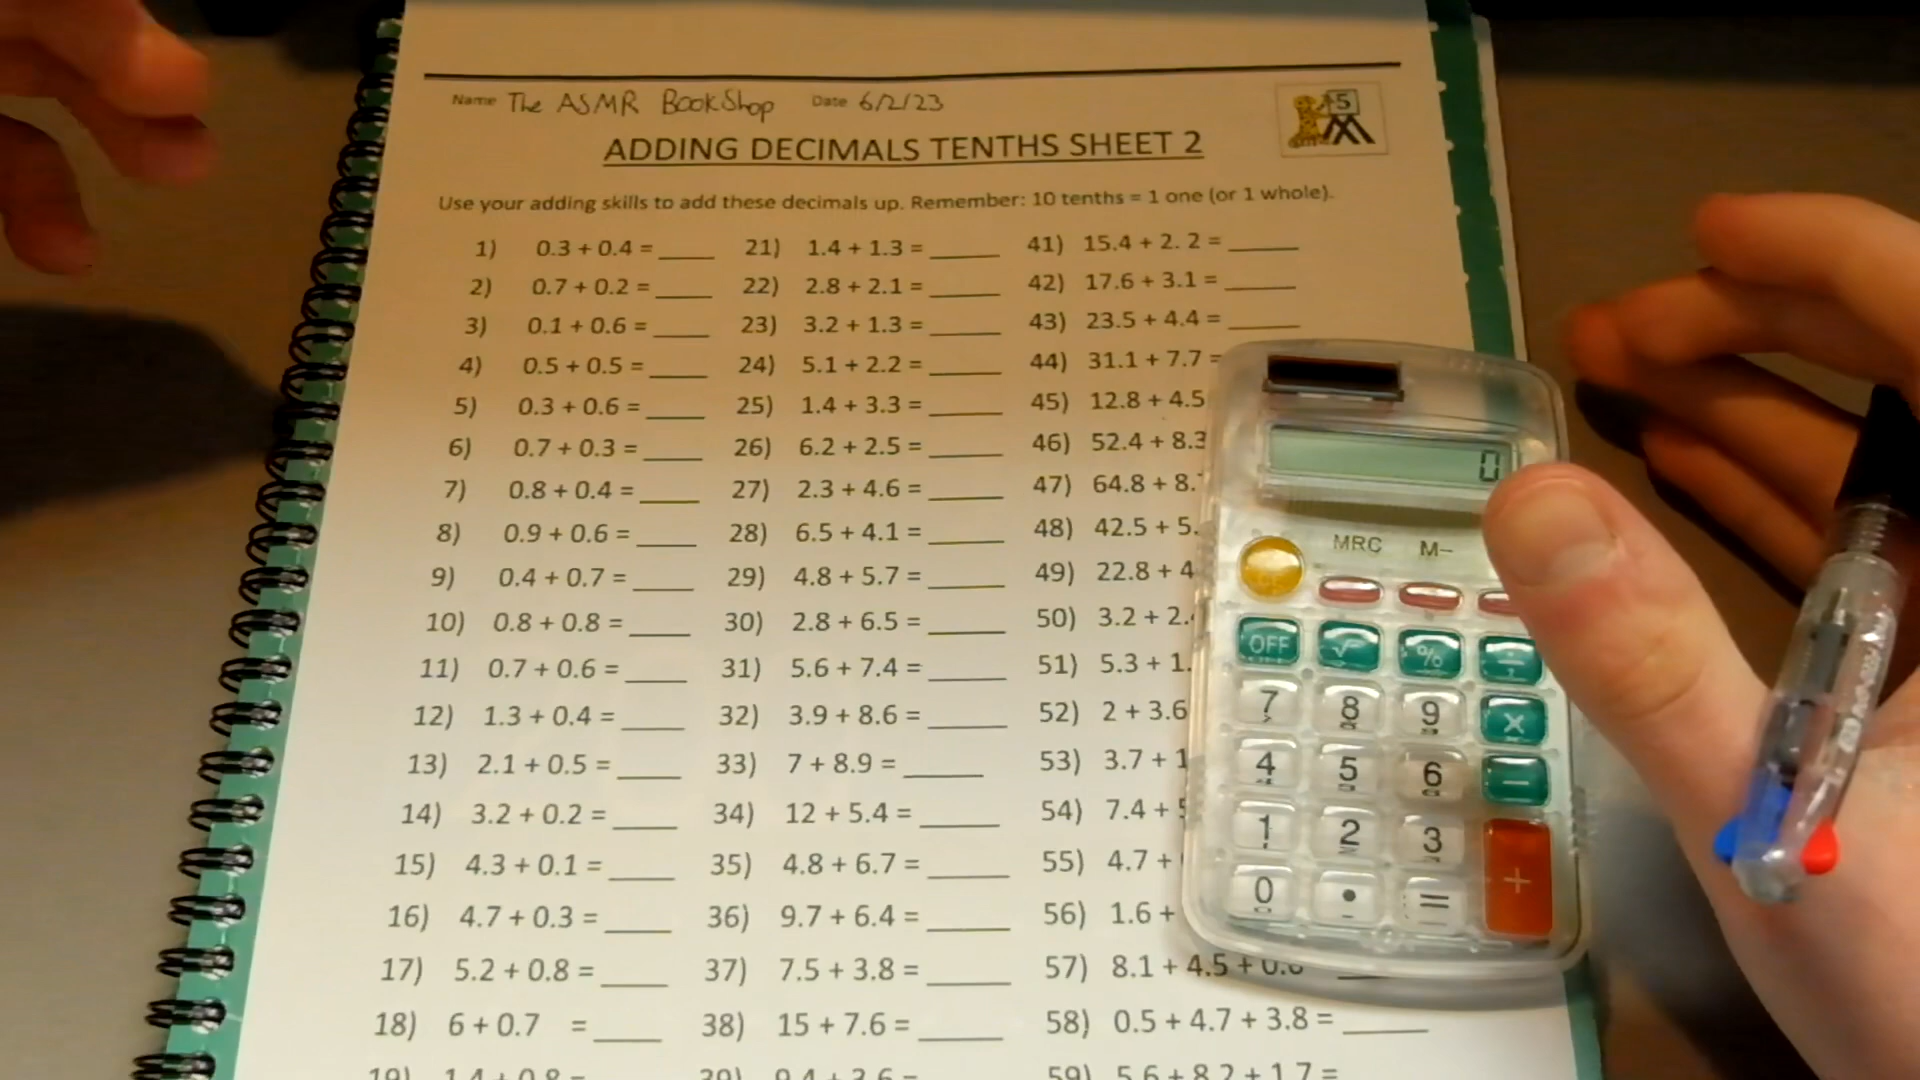 Name The ASMR BookShop Date 6/2/23
5
ADDING DECIMALS TENTHS SHEET 2
Use your adding skills to add these decimals up. Remember: 10 tenths = 1 one (or 1 whole).
1) 0.3 + 0.4 =
2) 0.7 + 0.2 =
3) 0.1 + 0.6 =
4) 0.5 + 0.5 =
5) 0.3 + 0.6 =
6) 0.7 + 0.3 =
7) 0.8 + 0.4 =
8) 0.9 + 0.6 =
9) 0.4 + 0.7 =
10) 0.8 + 0.8 =
11) 0.7 + 0.6 =
12) 1.3 + 0.4 =
13) 2.1 + 0.5 =
14) 3.2 + 0.2 =
15) 4.3 + 0.1 =
16) 4.7 + 0.3 =
17) 5.2 + 0.8 =
18) 6 + 0.7 =
21) 1.4 + 1.3 =
22) 2.8 + 2.1 =
23) 3.2 + 1.3 =
24) 5.1 + 2.2 =
25) 1.4 + 3.3 =
26) 6.2 + 2.5 =
27) 2.3 + 4.6 =
28) 6.5 + 4.1 =
29) 4.8 + 5.7 =
30) 2.8 + 6.5 =
31) 5.6 + 7.4 =
32) 3.9 + 8.6 =
33) 7 + 8.9 =
34) 12 + 5.4 =
35) 4.8 + 6.7 =
36) 9.7 + 6.4 =
37) 7.5 + 3.8 =
38) 15 + 7.6 =
41) 15.4 + 2. 2 =
42) 17.6 + 3.1 =
43) 23.5 + 4.4 =
44) 31.1 + 7.7 =
45) 12.8 + 4.5
46) 52.4 + 8.3
47) 64.8 + 8.
48) 42.5 + 5.
49) 22.8 + 4
50) 3.2 + 2.
51) 5.3 + 1.
52) 2 + 3.6
53) 3.7 + 1
54) 7.4 +
55) 4.7 +
56) 1.6 +
57) 8.1 + 4.5 +
58) 0.5 + 4.7 + 3.8 =
59) 5.6 + 8.2 + 1.7 =
0
MRC M−
OFF √ % ÷
7 8 9 ×
4 5 6 −
1 2 3 +
0 • =